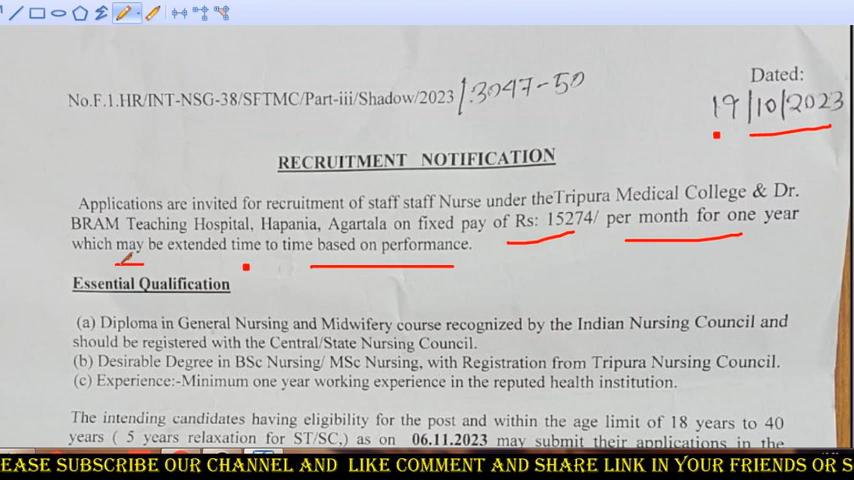 Dated:
No.F.1.HR/INT-NSG-38/SFTMC/Part-iii/Shadow/2023/3047-50
19/10/2023
RECRUITMENT NOTIFICATION
Applications are invited for recruitment of staff staff Nurse under theTripura Medical College & Dr.
BRAM Teaching Hospital, Hapania, Agartala on fixed pay of Rs: 15274/ per month for one year
which may be extended time to time based on performance.
Essential Qualification
(a) Diploma in General Nursing and Midwifery course recognized by the Indian Nursing Council and
should be registered with the Central/State Nursing Council.
(b) Desirable Degree in BSc Nursing/ MSc Nursing, with Registration from Tripura Nursing Council.
(c) Experience:-Minimum one year working experience in the reputed health institution.
The intending candidates having eligibility for the post and within the age limit of 18 years to 40
years ( 5 years relaxation for ST/SC,) as on 06.11.2023 may submit their applications in the
EASE SUBSCRIBE OUR CHANNEL AND LIKE COMMENT AND SHARE LINK IN YOUR FRIENDS OR S